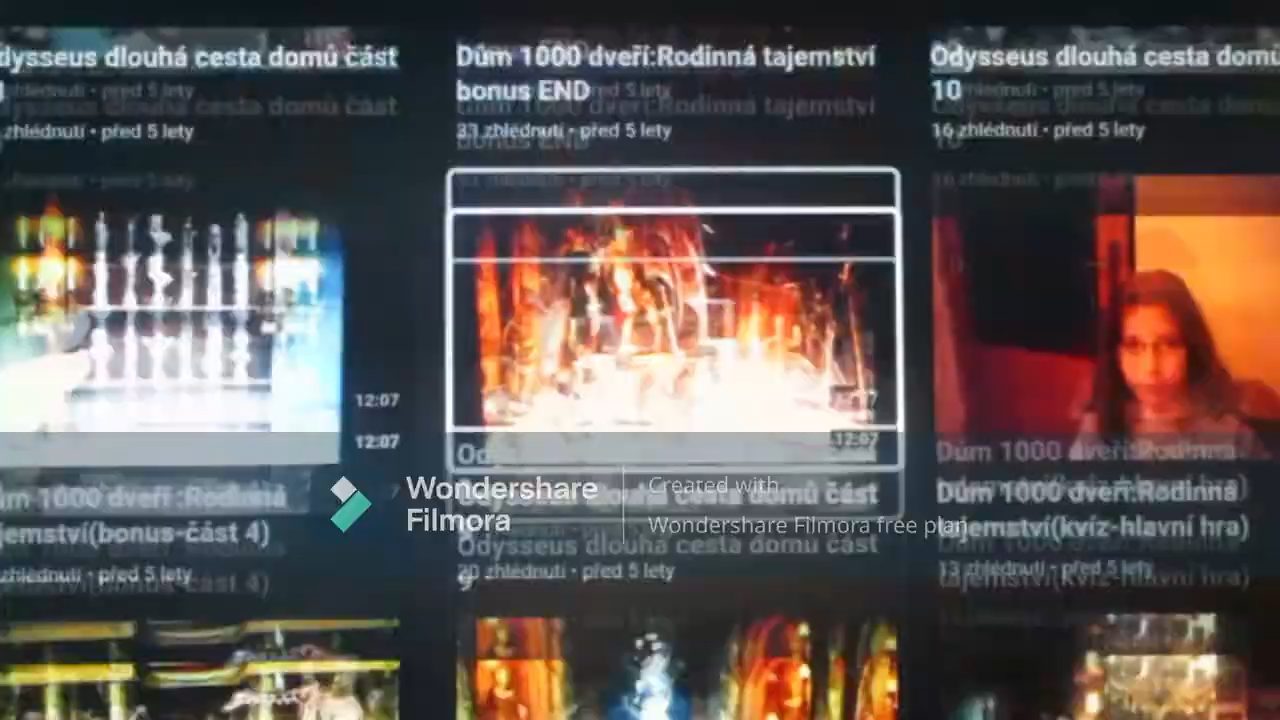 dysseus dlouhá cesta domů část
zhlédnutí • před 5 lety
Dům 1000 dveří:Rodinná tajemství
bonus END
zhlédnutí • před 5 lety
Odysseus dlouhá cesta domů
10
16 zhlédnutí • před 5 lety
12:07
12:07
12:07
Wondershare
Filmora
Created with
Wondershare Filmora free plan
ům 1000 dveří :Rodinná
jemství(bonus-část 4)
zhlédnutí • před 5 lety
Odysseus dlouhá cesta domů část
9
20 zhlédnutí • před 5 lety
Dům 1000 dveří:Rodinná
tajemství(kvíz-hlavní hra)
13 zhlédnutí • před 5 lety